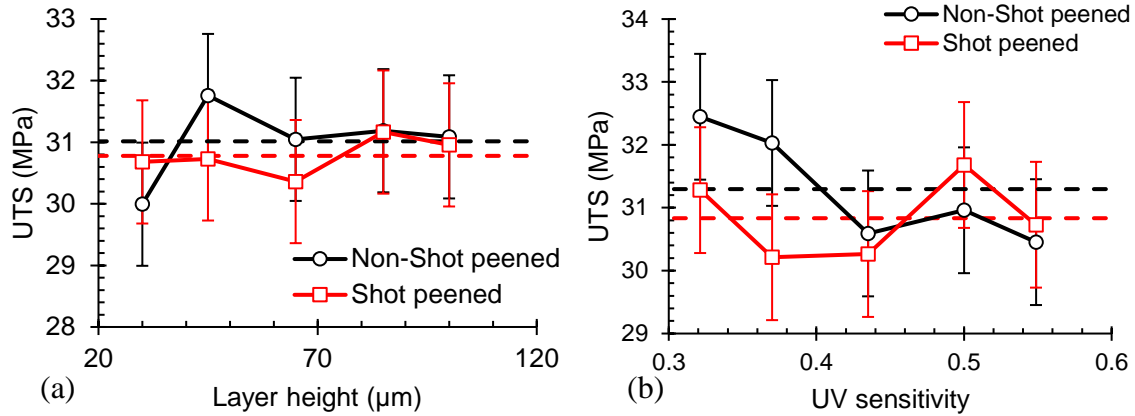 33
32
31
30
29
28
UTS (MPa)
20
70
120
Layer height (µm)
Non-Shot peened
Shot peened
(a)
34
33
32
31
30
29
UTS (MPa)
0.3
0.4
0.5
0.6
UV sensitivity
Non-Shot peened
Shot peened
(b)